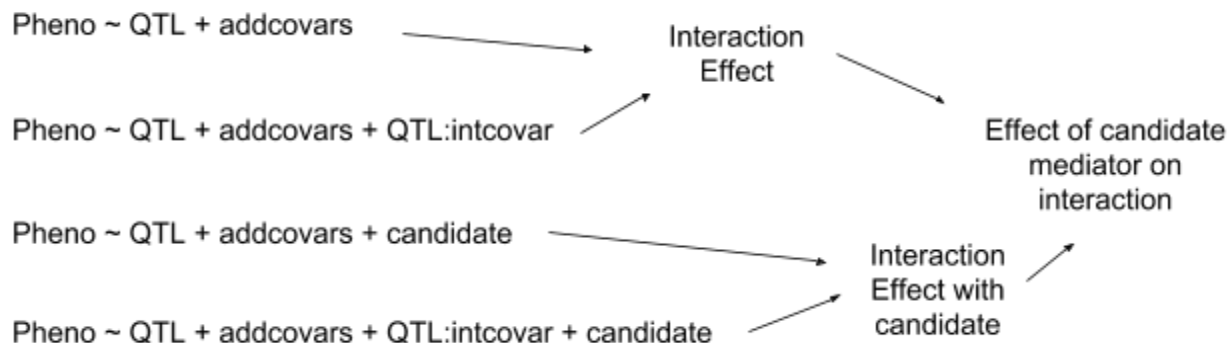 Pheno ~ QTL + addcovars
Pheno ~ QTL + addcovars + QTL:intcovar
Pheno ~ QTL + addcovars + candidate
Pheno ~ QTL + addcovars + QTL:intcovar + candidate
Interaction
Effect
Interaction
Effect with
candidate
Effect of candidate
mediator on
interaction